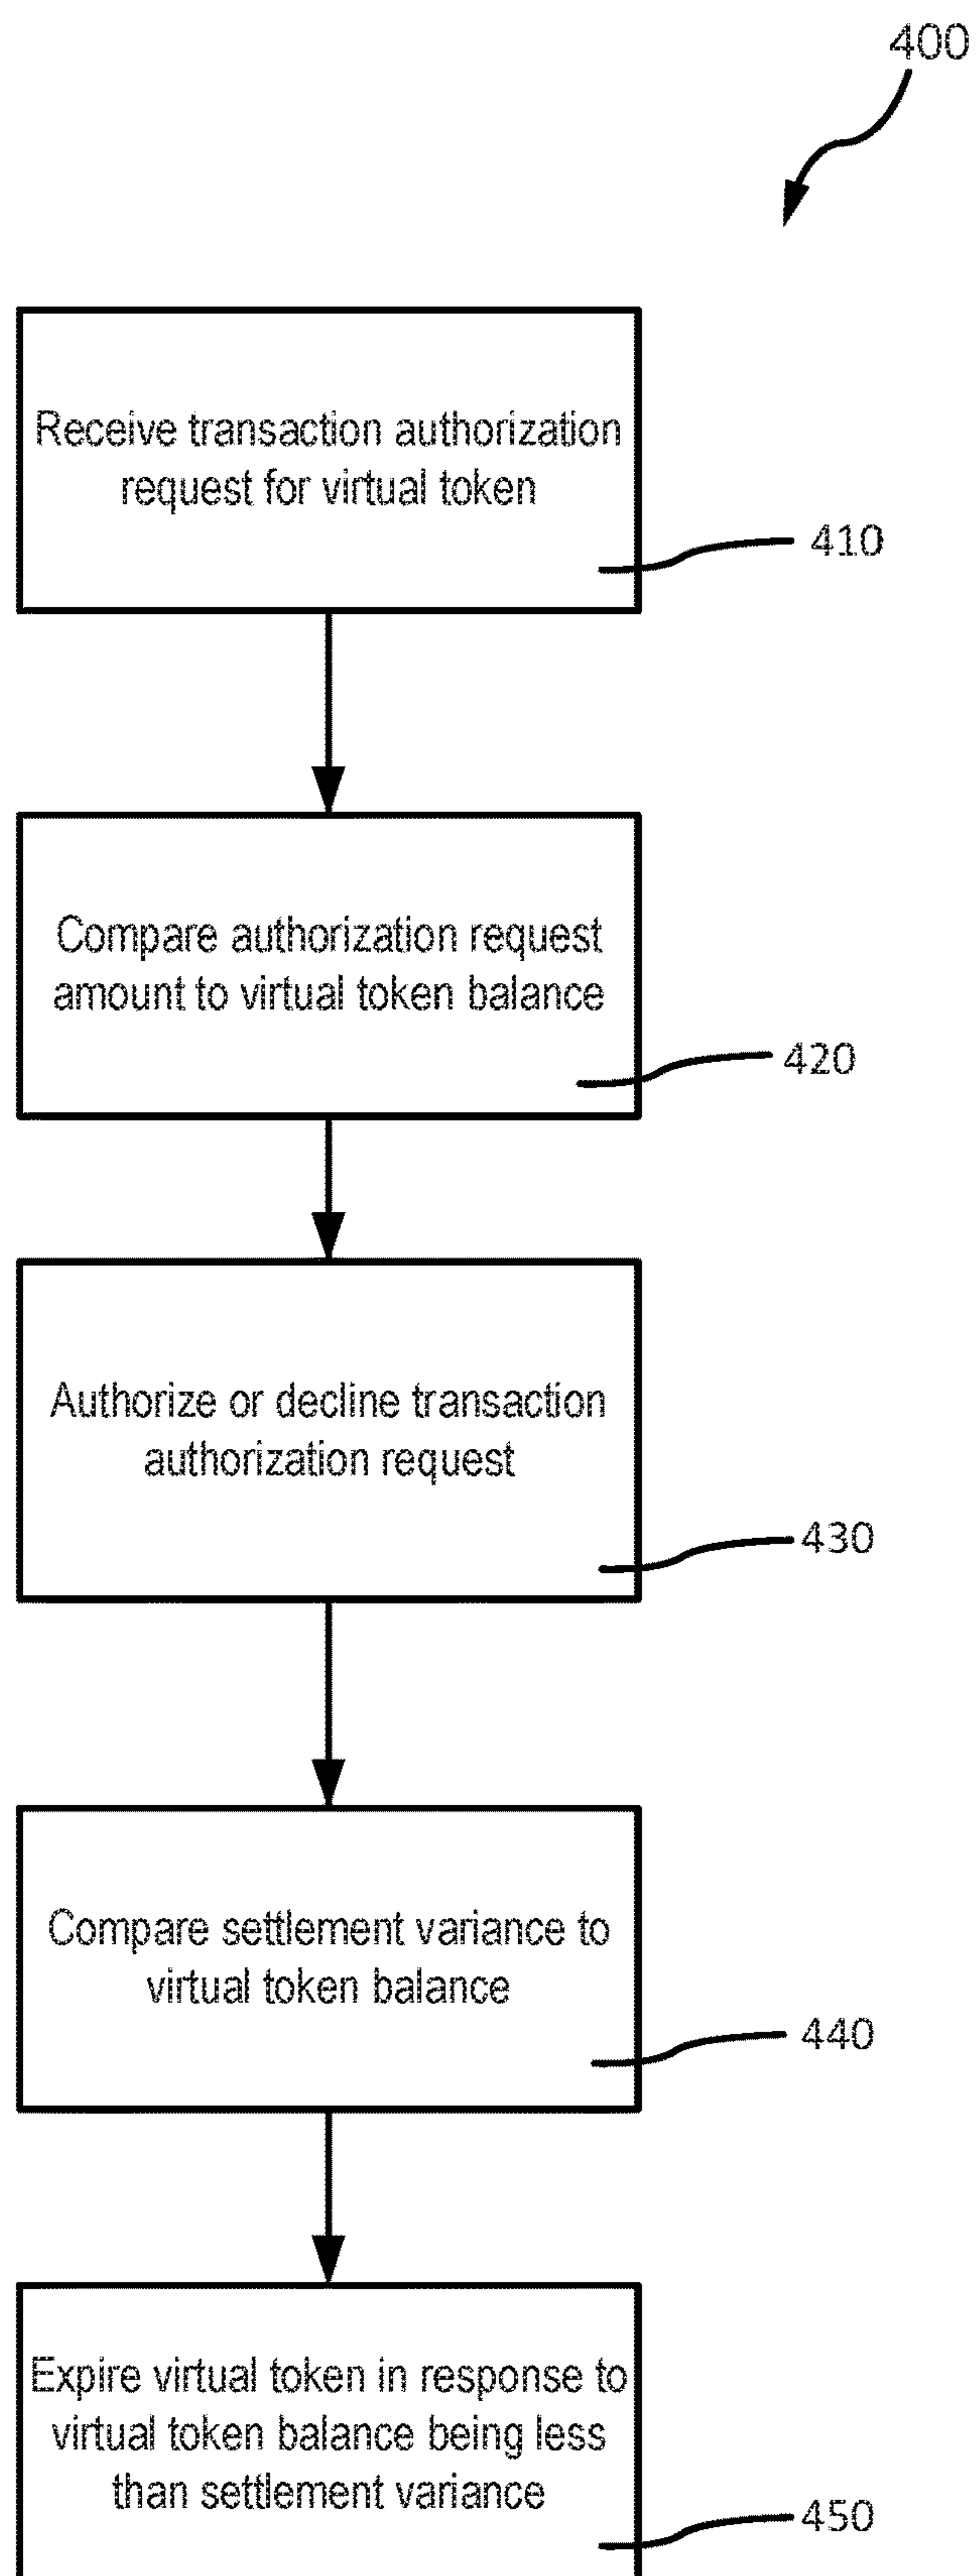 400
Receive transaction authorization
request for virtual token
410
Compare authorization request
amount to virtual token balance
420
Authorize or decline transaction
authorization request
430
Compare settlement variance to
virtual token balance
440
Expire virtual token in response to
virtual token balance being less
than settlement variance
450